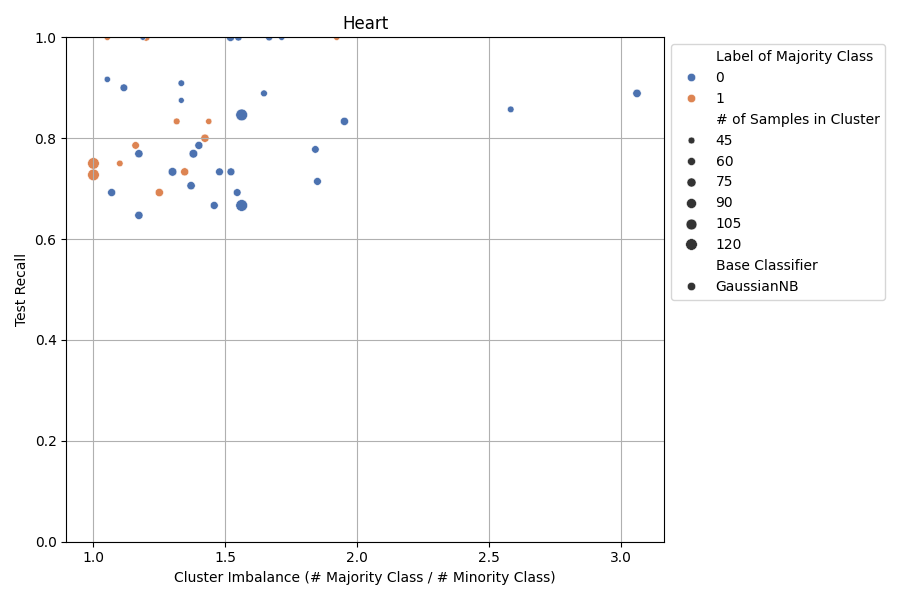 Heart
1.0
0.8
0.6
0.4
0.2
0.0
Test Recall
1.0
1.5
2.0
2.5
3.0
Cluster Imbalance (# Majority Class / # Minority Class)
Label of Majority Class
0
1
# of Samples in Cluster
45
60
75
90
105
120
Base Classifier
GaussianNB